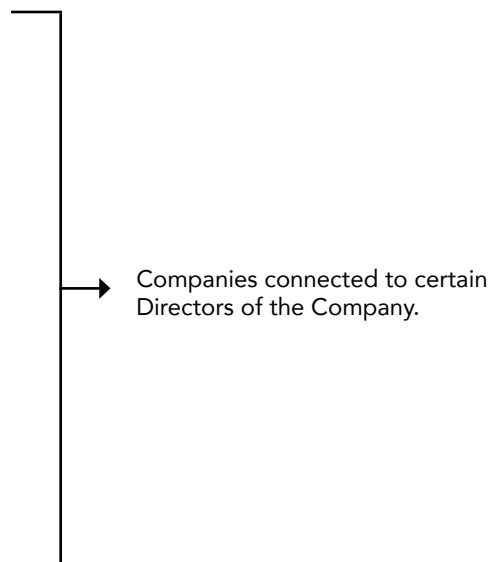 Companies connected to certain
Directors of the Company.